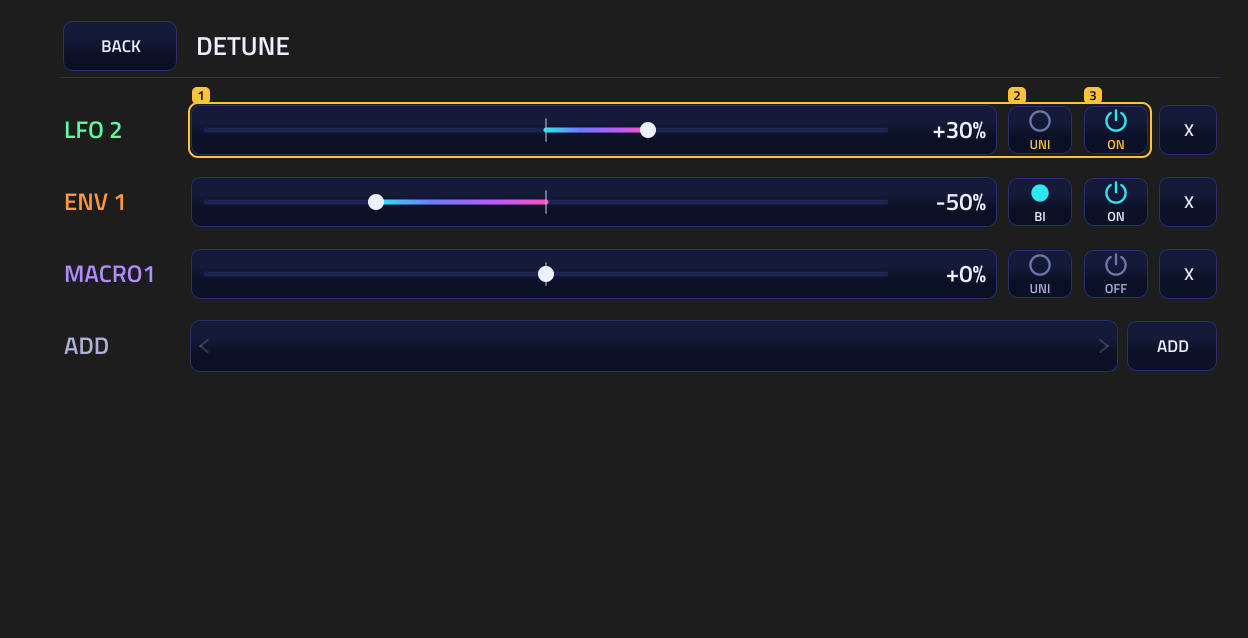 BACK DETUNE
1 2 3
LFO 2 +30% UNI ON X
ENV 1 -50% BI ON X
MACRO1 +0% UNI OFF X
ADD < > ADD